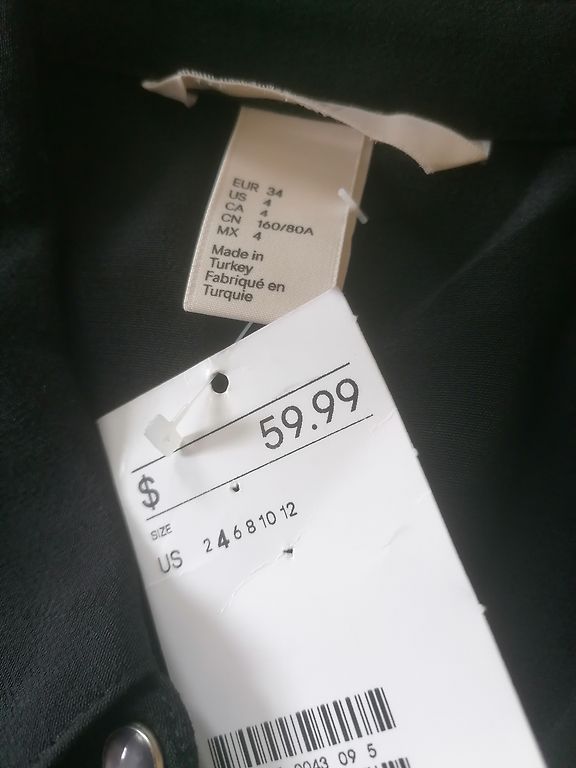 EUR 34
US 4
CA 4
CN 160/80A
MX 4
Made in
Turkey
Fabriqué en
Turquie
59.99
$
SIZE
US 2 4 6 8 10 12
0043 09 5